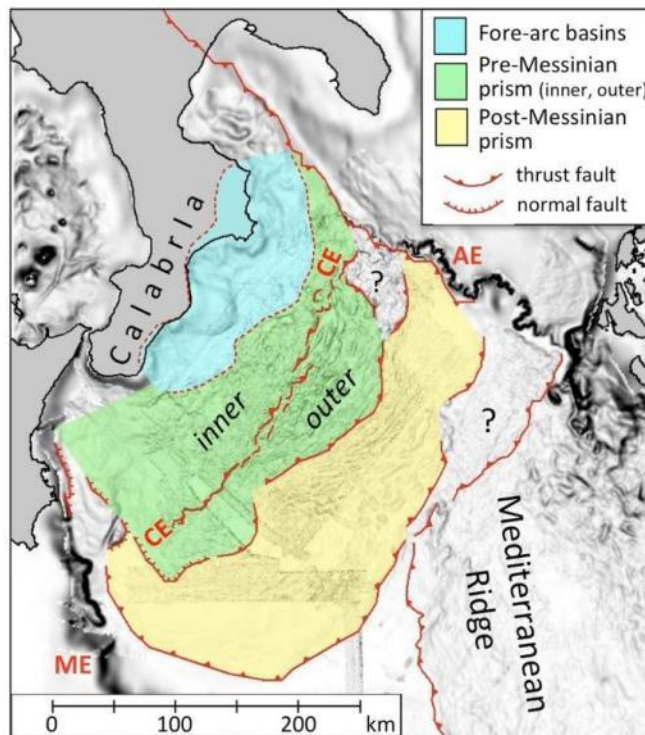 Fore-arc basins
Pre-Messinian
prism (inner, outer)
Post-Messinian
prism
thrust fault
normal fault
Calabria
CE
AE
?
inner
outer
?
CE
Mediterranean
Ridge
ME
0 100 200 km